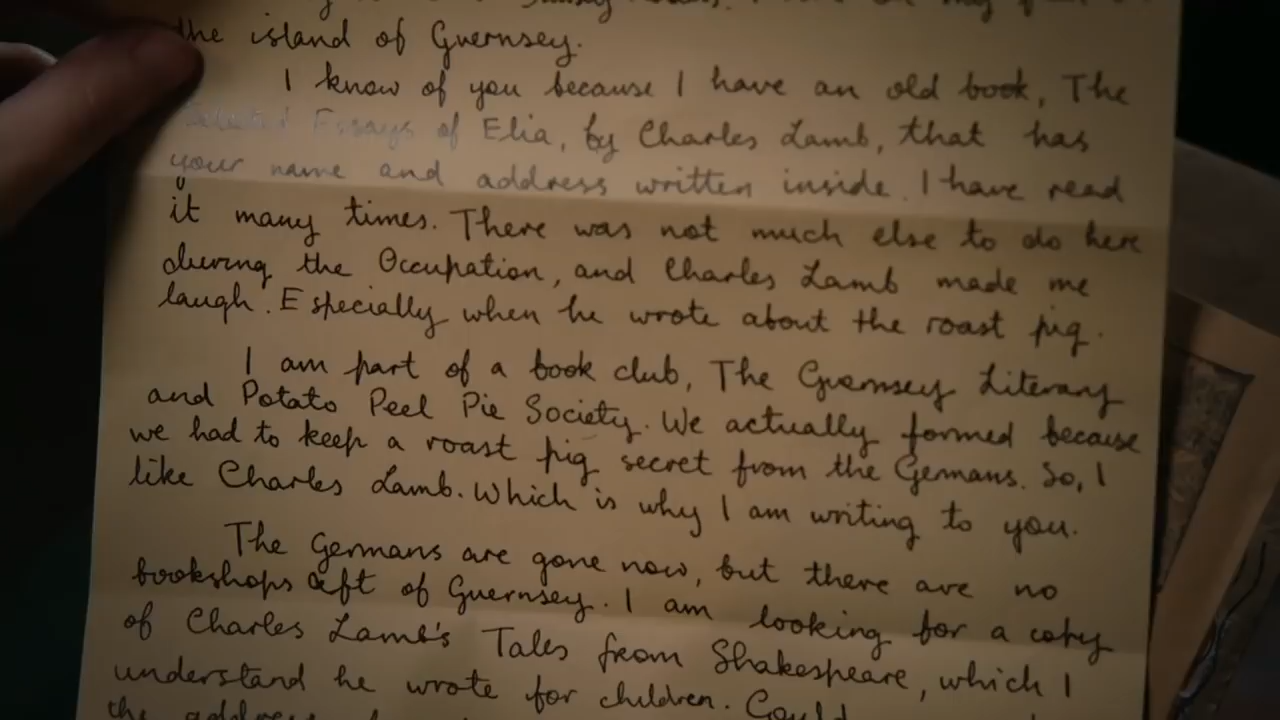 the island of Guernsey.
I know of you because I have an old book, The
Selected Essays of Elia, by Charles Lamb, that has
your name and address written inside. I have read
it many times. There was not much else to do here
during the Occupation, and Charles Lamb made me
laugh. Especially when he wrote about the roast pig.
I am part of a book club, The Guernsey Literary
and Potato Peel Pie Society. We actually formed because
we had to keep a roast pig secret from the Germans. So, I
like Charles Lamb. Which is why I am writing to you.
The Germans are gone now, but there are no
bookshops left of Guernsey. I am looking for a copy
of Charles Lamb's Tales from Shakespeare, which I
understand he wrote for children. Could
the address